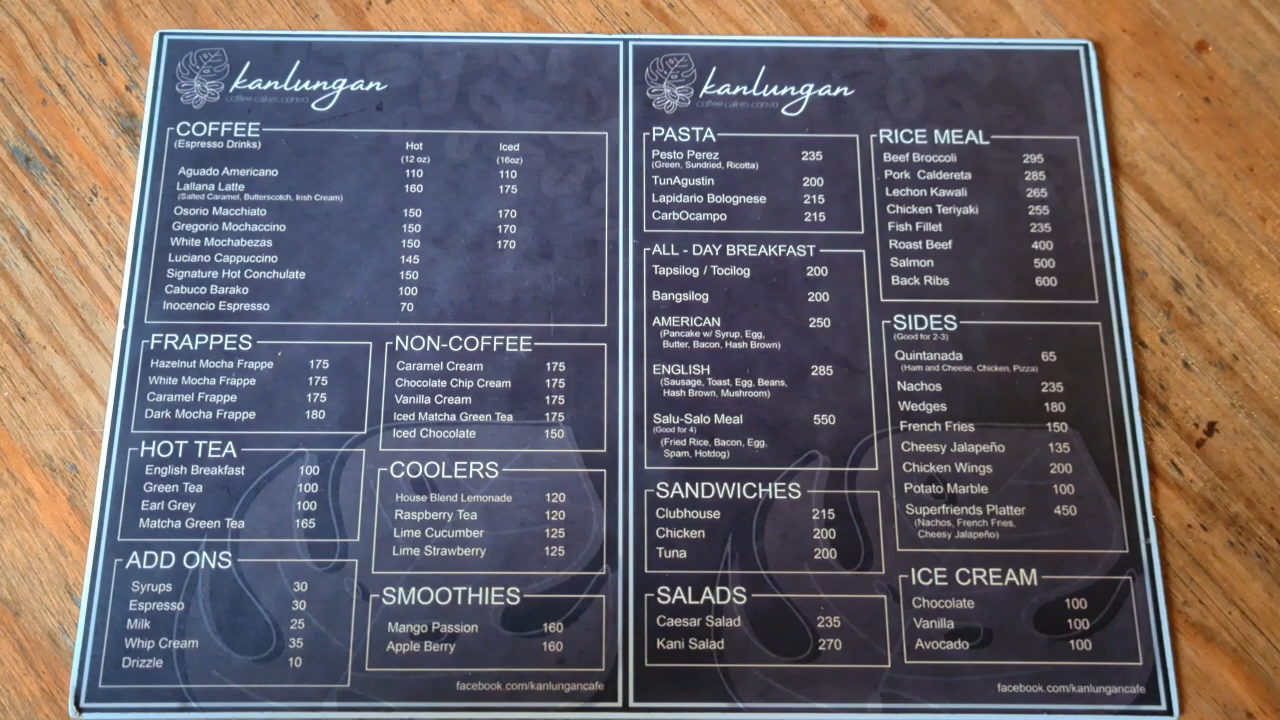 kanlungan
coffee.cakes.convo
COFFEE
(Espresso Drinks)
Hot Iced
(12 oz) (16oz)
Aguado Americano 110 110
Lallana Latte 160 175
(Salted Caramel, Butterscotch, Irish Cream)
Osorio Macchiato 150 170
Gregorio Mochaccino 150 170
White Mochabezas 150 170
Luciano Cappuccino 145
Signature Hot Conchulate 150
Cabuco Barako 100
Inocencio Espresso 70
FRAPPES
Hazelnut Mocha Frappe 175
White Mocha Frappe 175
Caramel Frappe 175
Dark Mocha Frappe 180
HOT TEA
English Breakfast 100
Green Tea 100
Earl Grey 100
Matcha Green Tea 165
ADD ONS
Syrups 30
Espresso 30
Milk 25
Whip Cream 35
Drizzle 10
NON-COFFEE
Caramel Cream 175
Chocolate Chip Cream 175
Vanilla Cream 175
Iced Matcha Green Tea 175
Iced Chocolate 150
COOLERS
House Blend Lemonade 120
Raspberry Tea 120
Lime Cucumber 125
Lime Strawberry 125
SMOOTHIES
Mango Passion 160
Apple Berry 160
facebook.com/kanlungancafe
kanlungan
coffee.cakes.convo
PASTA
Pesto Perez 235
(Green, Sundried, Ricotta)
TunAgustin 200
Lapidario Bolognese 215
CarbOcampo 215
ALL - DAY BREAKFAST
Tapsilog / Tocilog 200
Bangsilog 200
AMERICAN 250
(Pancake w/ Syrup, Egg,
Butter, Bacon, Hash Brown)
ENGLISH 285
(Sausage, Toast, Egg, Beans,
Hash Brown, Mushroom)
Salu-Salo Meal 550
(Good for 4)
(Fried Rice, Bacon, Egg,
Spam, Hotdog)
SANDWICHES
Clubhouse 215
Chicken 200
Tuna 200
SALADS
Caesar Salad 235
Kani Salad 270
RICE MEAL
Beef Broccoli 295
Pork Caldereta 285
Lechon Kawali 265
Chicken Teriyaki 255
Fish Fillet 235
Roast Beef 400
Salmon 500
Back Ribs 600
SIDES
(Good for 2-3)
Quintanada 65
(Ham and Cheese, Chicken, Pizza)
Nachos 235
Wedges 180
French Fries 150
Cheesy Jalapeño 135
Chicken Wings 200
Potato Marble 100
Superfriends Platter 450
(Nachos, French Fries,
Cheesy Jalapeño)
ICE CREAM
Chocolate 100
Vanilla 100
Avocado 100
facebook.com/kanlungancafe